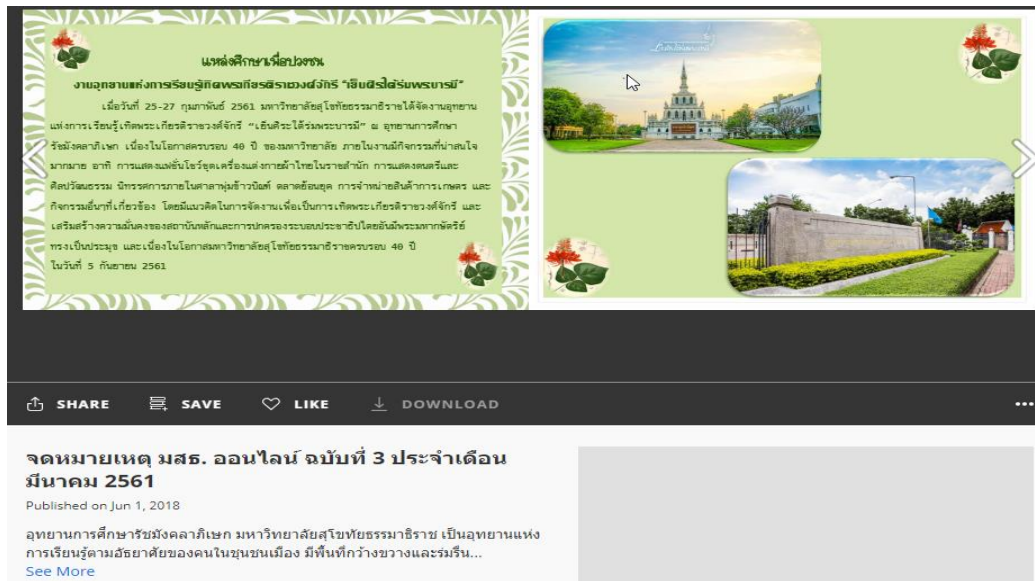 แหล่งศึกษาเพื่อปวงชน
งานอุทยานแห่งการเรียนรู้เทิดพระเกียรติราชวงศ์จักรี "เย็นศิระใต้ร่มพระบารมี"
เมื่อวันที่ 25-27 กุมภาพันธ์ 2561 มหาวิทยาลัยสุโขทัยธรรมาธิราชได้จัดงานอุทยาน
แห่งการเรียนรู้เทิดพระเกียรติราชวงศ์จักรี "เย็นศิระใต้ร่มพระบารมี" ณ อุทยานการศึกษา
รัชมังคลาภิเษก เนื่องในโอกาสครบรอบ 40 ปี ของมหาวิทยาลัย ภายในงานมีกิจกรรมที่น่าสนใจ
มากมาย อาทิ การแสดงแฟชั่นโชว์ชุดเครื่องแต่งกายผ้าไทยในราชสำนัก การแสดงดนตรีและ
ศิลปวัฒนธรรม นิทรรศการภายในศาลาพุ่มข้าวบิณฑ์ ตลาดย้อนยุค การจำหน่ายสินค้าการเกษตร และ
กิจกรรมอื่นๆที่เกี่ยวข้อง โดยมีแนวคิดในการจัดงานเพื่อเป็นการเทิดพระเกียรติราชวงศ์จักรี และ
เสริมสร้างความมั่นคงของสถาบันหลักและการปกครองระบอบประชาธิปไตยอันมีพระมหากษัตริย์
ทรงเป็นประมุข และเนื่องในโอกาสมหาวิทยาลัยสุโขทัยธรรมาธิราชครบรอบ 40 ปี
ในวันที่ 5 กันยายน 2561
SHARE SAVE LIKE DOWNLOAD
จดหมายเหตุ มสธ. ออนไลน์ ฉบับที่ 3 ประจำเดือน
มีนาคม 2561
Published on Jun 1, 2018
อุทยานการศึกษารัชมังคลาภิเษก มหาวิทยาลัยสุโขทัยธรรมาธิราช เป็นอุทยานแห่ง
การเรียนรู้ตามอัธยาศัยของคนในชุมชนเมือง มีพื้นที่กว้างขวางและร่มรื่น...
See More